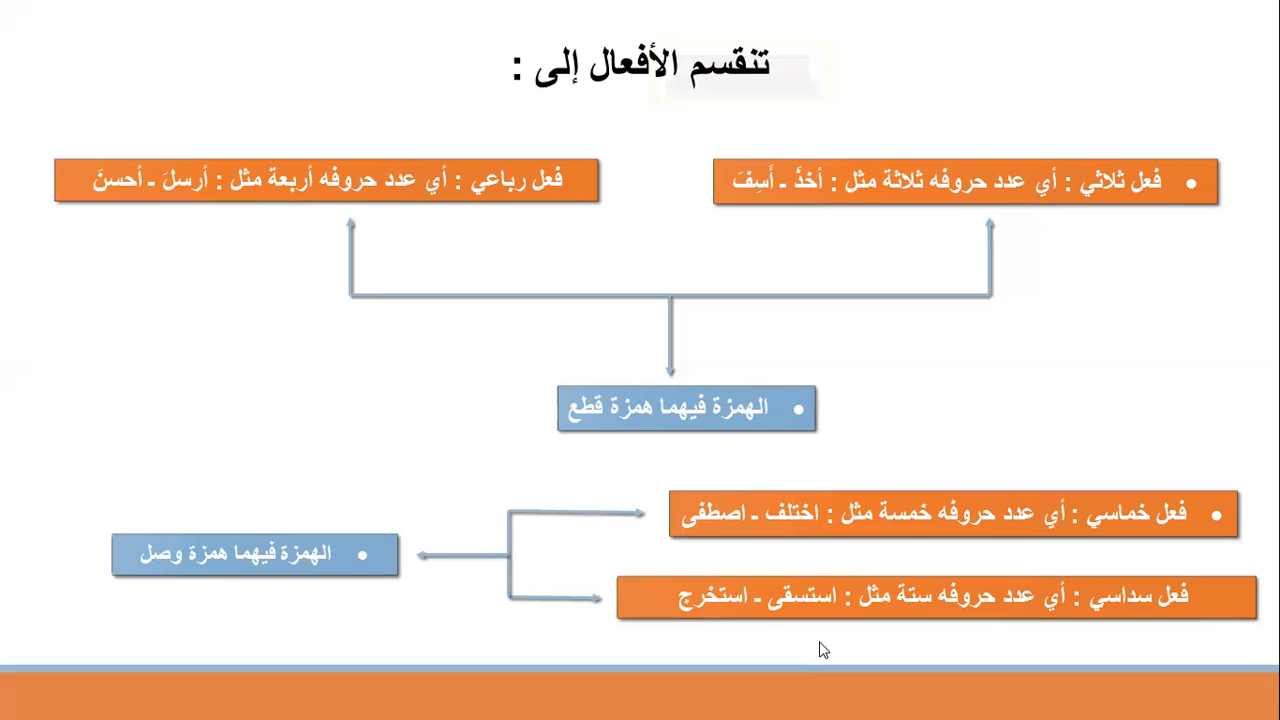 تنقسم الأفعال إلى :
• فعل ثلاثي : أي عدد حروفه ثلاثة مثل : أخذَ ـ أَسِفَ
فعل رباعي : أي عدد حروفه أربعة مثل : أرسلَ ـ أحسنَ
• الهمزة فيهما همزة قطع
• فعل خماسي : أي عدد حروفه خمسة مثل : اختلف ـ اصطفى
فعل سداسي : أي عدد حروفه ستة مثل : استسقى ـ استخرج
• الهمزة فيهما همزة وصل